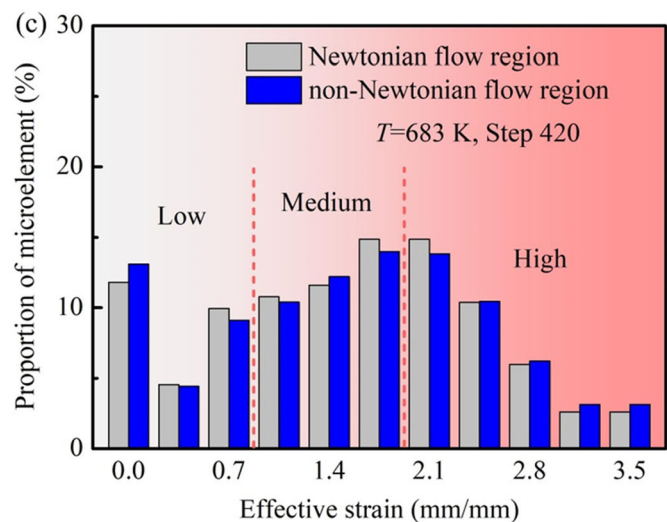 (c)
30
20
10
0
Proportion of microelement (%)
Newtonian flow region
non-Newtonian flow region
T=683 K, Step 420
Low
Medium
High
0.0 0.7 1.4 2.1 2.8 3.5
Effective strain (mm/mm)